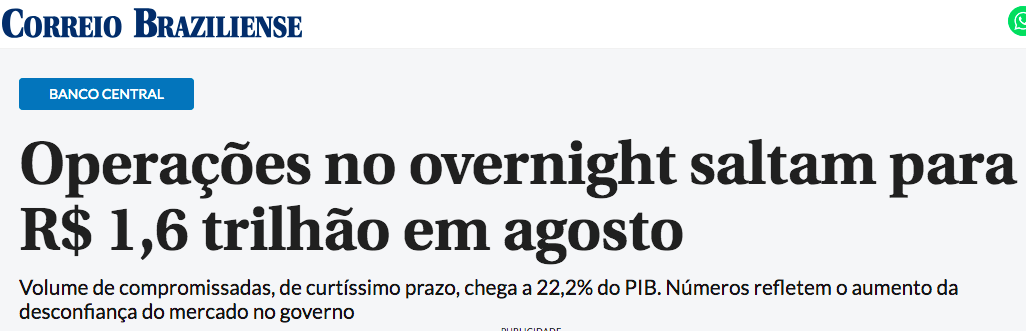 CORREIO BRAZILIENSE
BANCO CENTRAL
Operações no overnight saltam para
R$ 1,6 trilhão em agosto
Volume de compromissadas, de curtíssimo prazo, chega a 22,2% do PIB. Números refletem o aumento da
desconfiança do mercado no governo
PUBLICIDADE